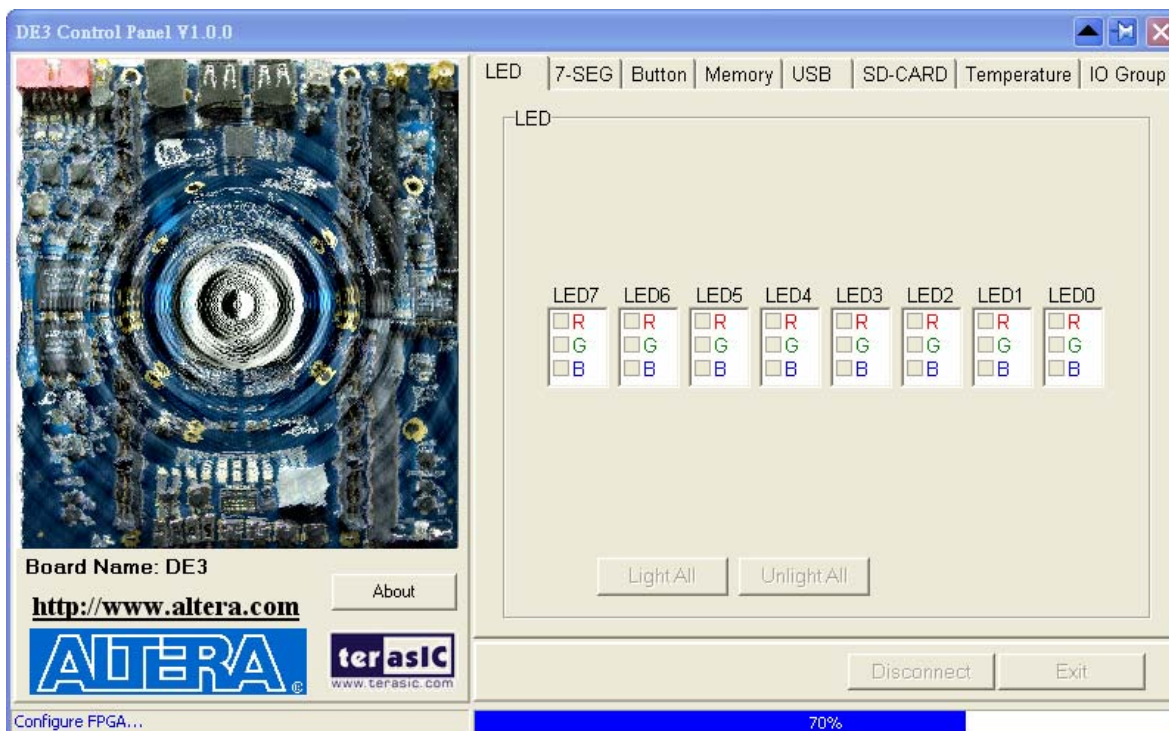 DE3 Control Panel V1.0.0
LED 7-SEG Button Memory USB SD-CARD Temperature IO Group
LED
LED7 LED6 LED5 LED4 LED3 LED2 LED1 LED0
R R R R R R R R
G G G G G G G G
B B B B B B B B
Light All Unlight All
Board Name: DE3
About
http://www.altera.com
ALTERA®
terasIC
www.terasic.com
Disconnect Exit
Configure FPGA...
70%